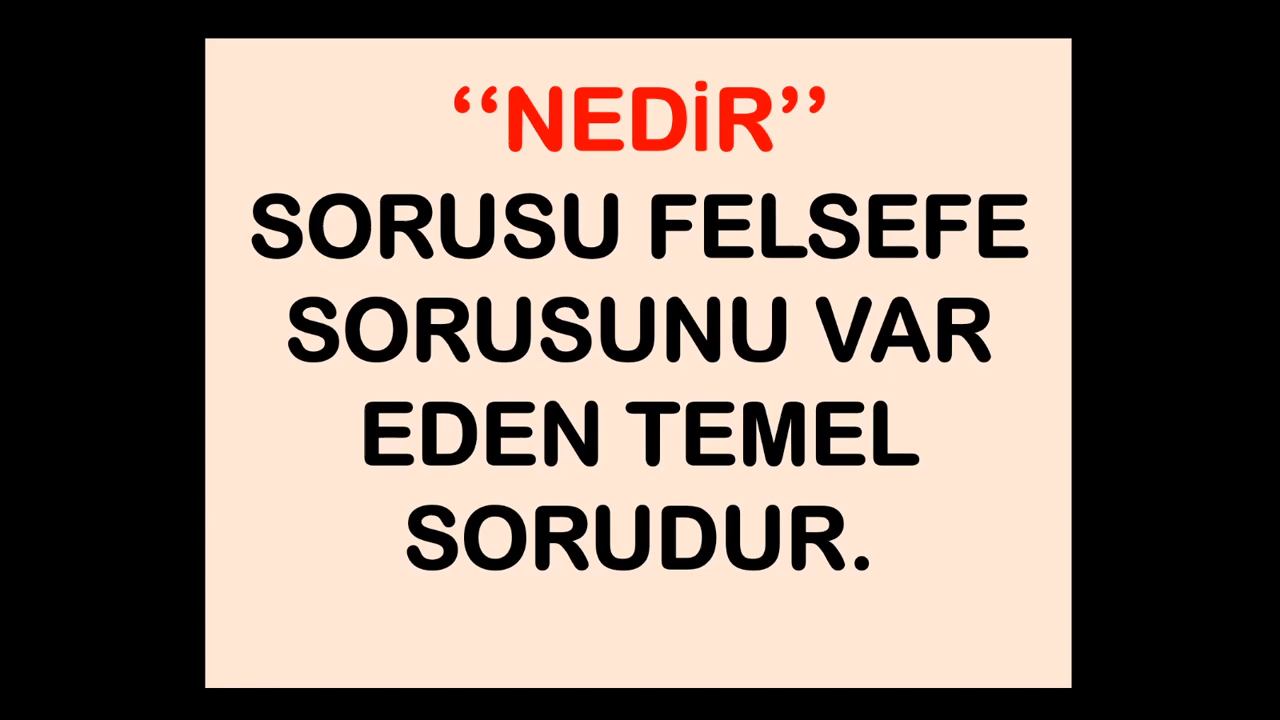 ‘‘NEDİR’’
SORUSU FELSEFE
SORUSUNU VAR
EDEN TEMEL
SORUDUR.